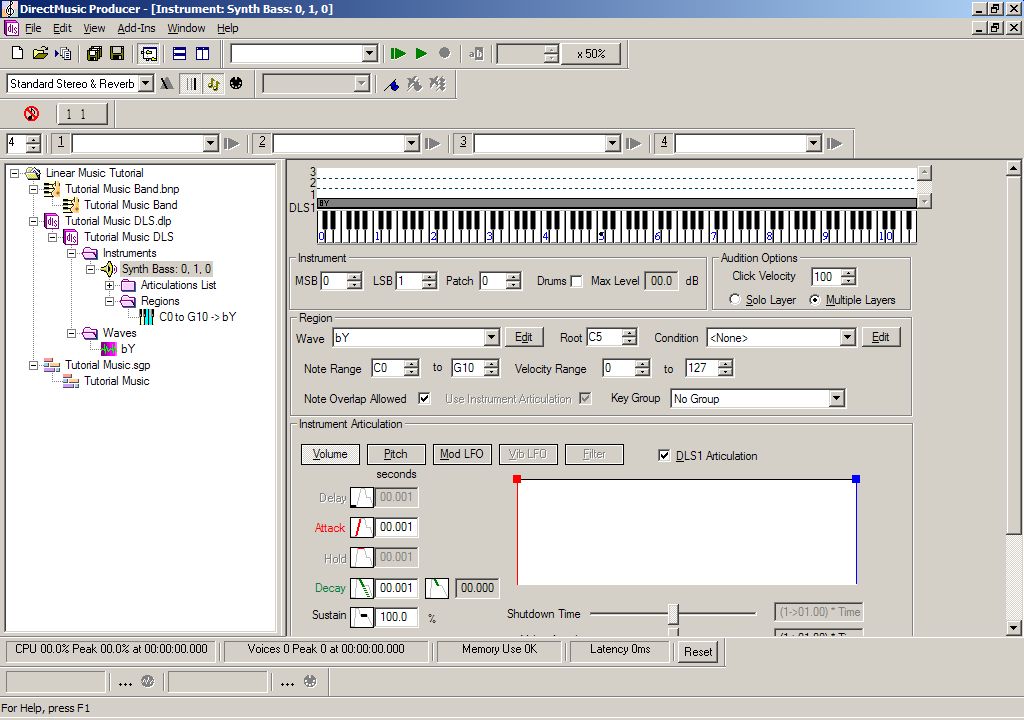 DirectMusic Producer - [Instrument: Synth Bass: 0, 1, 0]
File Edit View Add-Ins Window Help
x 50%
Standard Stereo & Reverb
1 1
4 1 2 3 4
Linear Music Tutorial
Tutorial Music Band.bnp
Tutorial Music Band
Tutorial Music DLS.dlp
Tutorial Music DLS
Instruments
Synth Bass: 0, 1, 0
Articulations List
Regions
C0 to G10 -> bY
Waves
bY
Tutorial Music.sgp
Tutorial Music
3
2
1
DLS1 BY
0 1 2 3 4 5 6 7 8 9 10
Instrument
MSB 0 LSB 1 Patch 0 Drums Max Level 00.0 dB
Audition Options
Click Velocity 100
Solo Layer Multiple Layers
Region
Wave bY Edit Root C5 Condition <None> Edit
Note Range C0 to G10 Velocity Range 0 to 127
Note Overlap Allowed Use Instrument Articulation Key Group No Group
Instrument Articulation
Volume Pitch Mod LFO Vib LFO Filter DLS1 Articulation
seconds
Delay 00.001
Attack 00.001
Hold 00.001
Decay 00.001 00.000
Sustain 100.0 %
Shutdown Time (1->01.00) * Time
CPU 00.0% Peak 00.0% at 00:00:00.000 Voices 0 Peak 0 at 00:00:00.000 Memory Use 0K Latency 0ms Reset
... ...
For Help, press F1